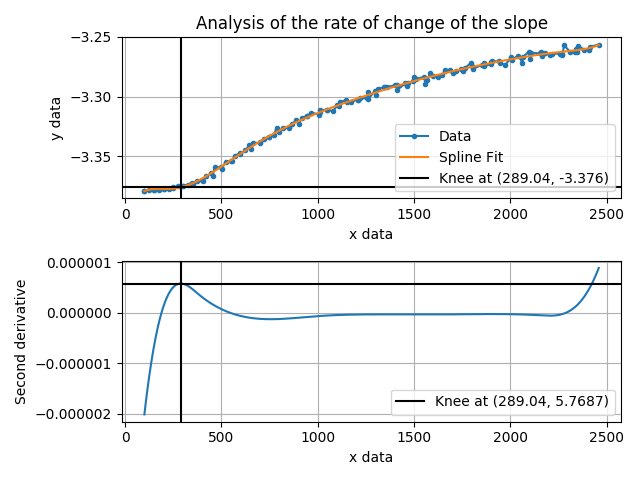 Analysis of the rate of change of the slope
−3.25
−3.30
−3.35
y data
Data
Spline Fit
Knee at (289.04, -3.376)
0 500 1000 1500 2000 2500
x data
0.000001
0.000000
−0.000001
−0.000002
Second derivative
Knee at (289.04, 5.7687)
0 500 1000 1500 2000 2500
x data